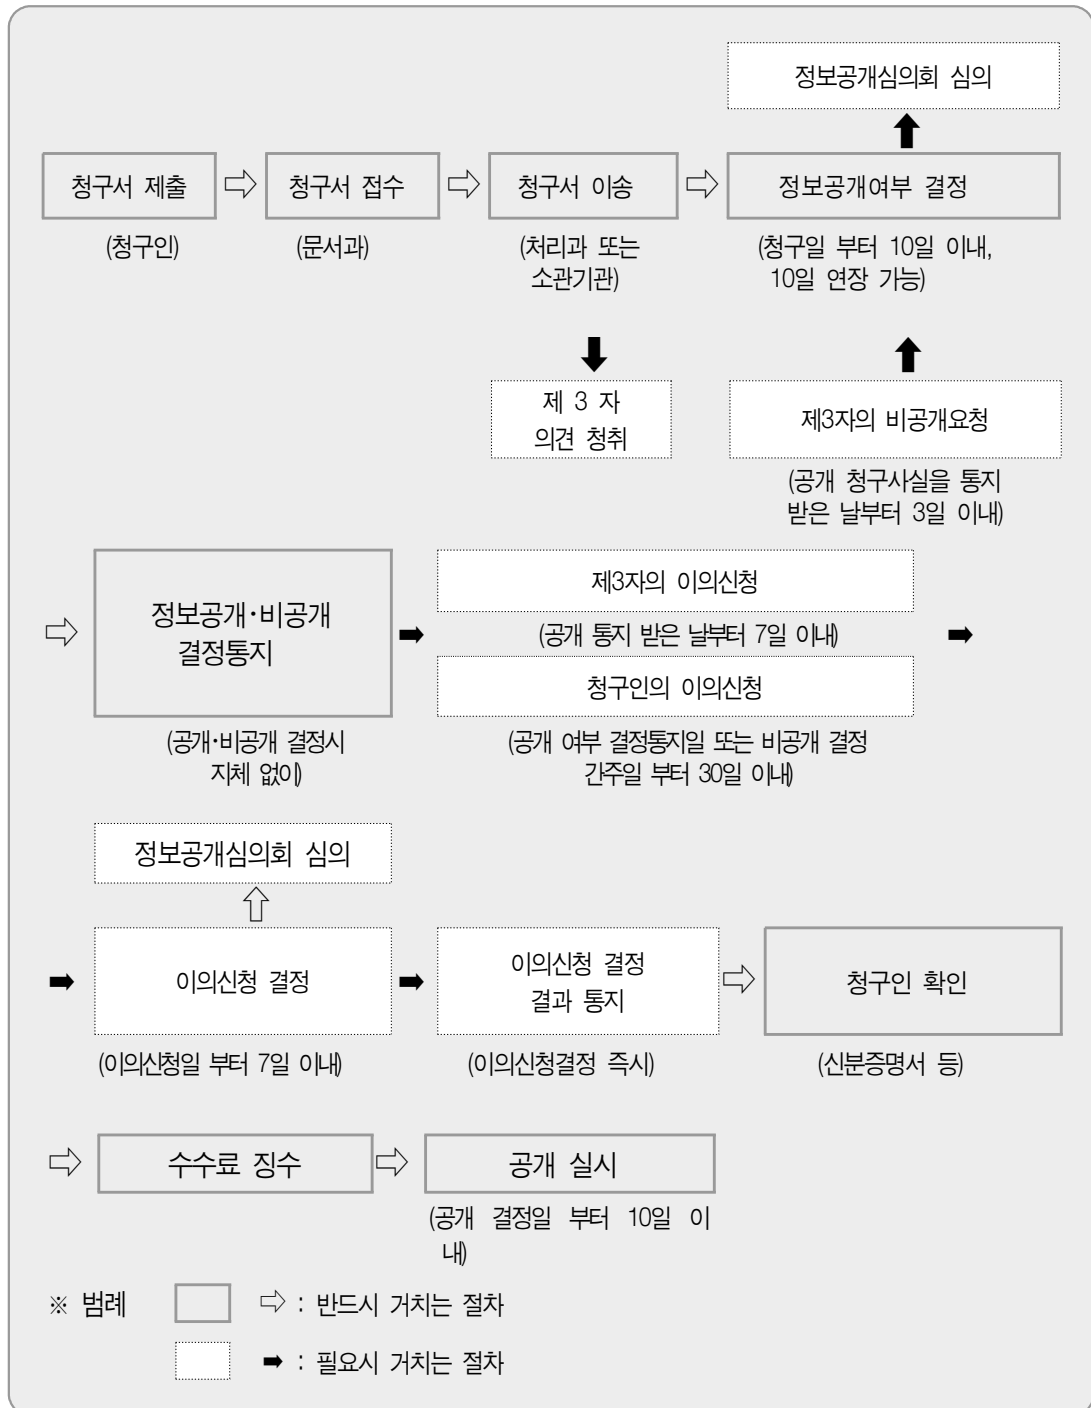 정보공개심의회 심의
청구서 제출 ⇨ 청구서 접수 ⇨ 청구서 이송 ⇨ 정보공개여부 결정
(청구인)
(문서과)
(처리과 또는
소관기관)
(청구일 부터 10일 이내,
10일 연장 가능)
제 3 자
의견 청취
제3자의 비공개요청
(공개 청구사실을 통지
받은 날부터 3일 이내)
정보공개·비공개
결정통지
(공개·비공개 결정시
지체 없이)
제3자의 이의신청
(공개 통지 받은 날부터 7일 이내)
청구인의 이의신청
(공개 여부 결정통지일 또는 비공개 결정
간주일 부터 30일 이내)
정보공개심의회 심의
이의신청 결정
(이의신청일 부터 7일 이내)
이의신청 결정
결과 통지
(이의신청결정 즉시)
청구인 확인
(신분증명서 등)
수수료 징수
공개 실시
(공개 결정일 부터 10일 이
내)
※ 범례 ⇨ : 반드시 거치는 절차
➡ : 필요시 거치는 절차